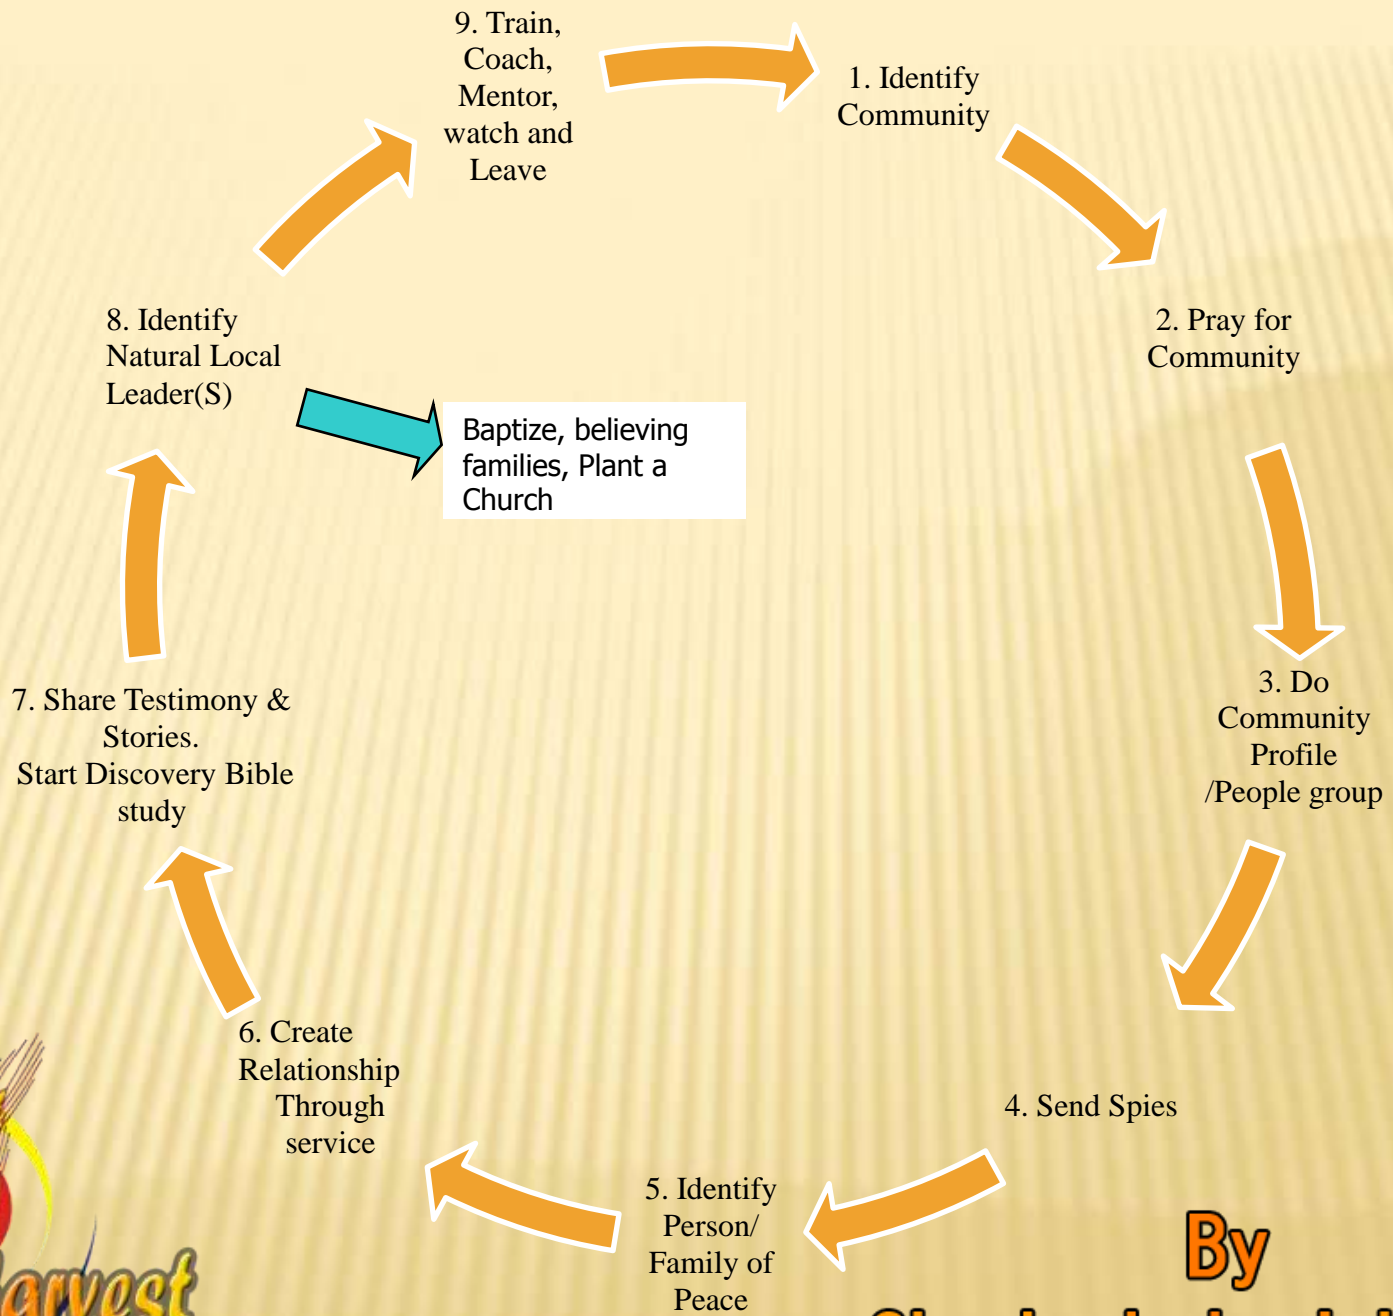 9. Train,
Coach,
Mentor,
watch and
Leave
1. Identify
Community
2. Pray for
Community
3. Do
Community
Profile
/People group
4. Send Spies
5. Identify
Person/
Family of
Peace
6. Create
Relationship
Through
service
7. Share Testimony &
Stories.
Start Discovery Bible
study
8. Identify
Natural Local
Leader(S)
Baptize, believing
families, Plant a
Church
By